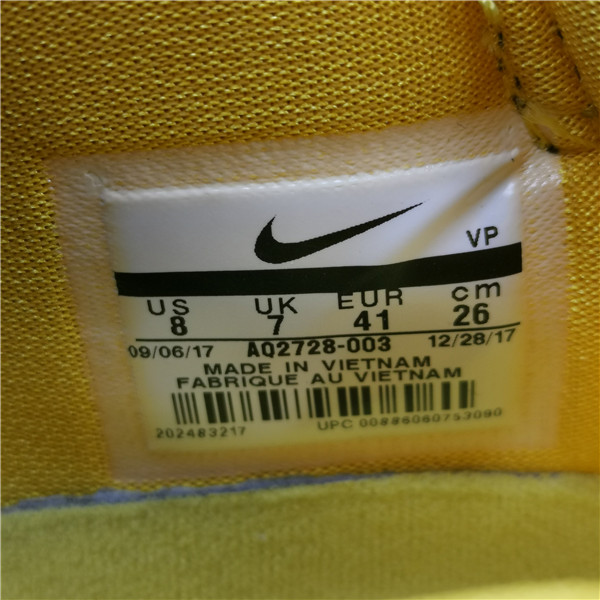 VP
US UK EUR cm
8 7 41 26
09/06/17 AQ2728-003 12/28/17
MADE IN VIETNAM
FABRIQUE AU VIETNAM
202483217 UPC 00886060753090